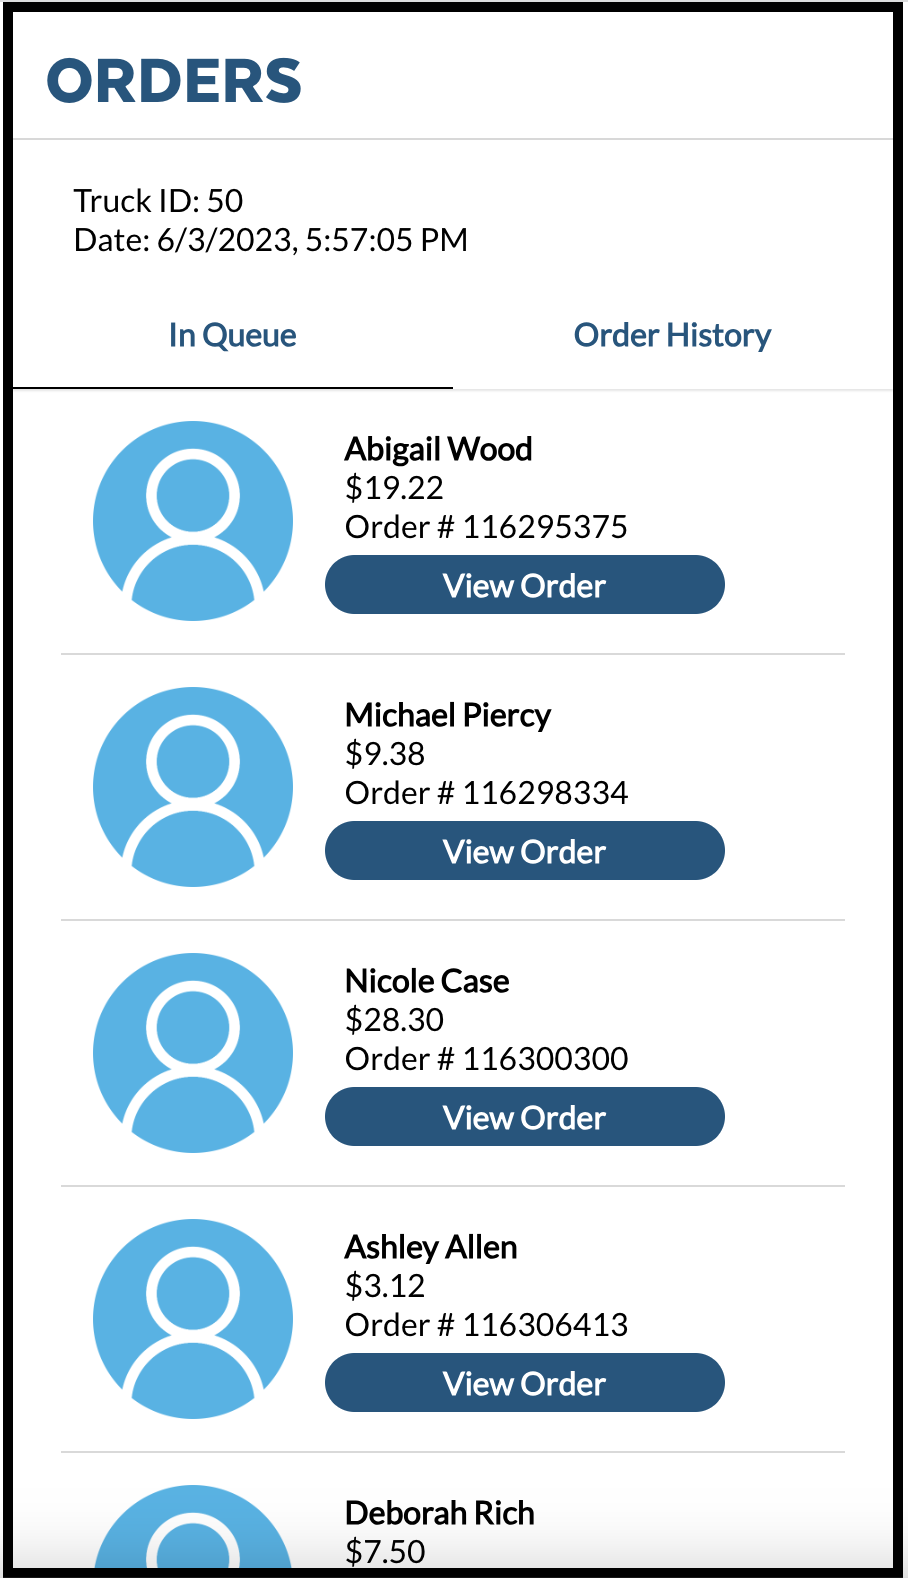 ORDERS
Truck ID: 50
Date: 6/3/2023, 5:57:05 PM
In Queue
Order History
Abigail Wood
$19.22
Order # 116295375
View Order
Michael Piercy
$9.38
Order # 116298334
View Order
Nicole Case
$28.30
Order # 116300300
View Order
Ashley Allen
$3.12
Order # 116306413
View Order
Deborah Rich
$7.50